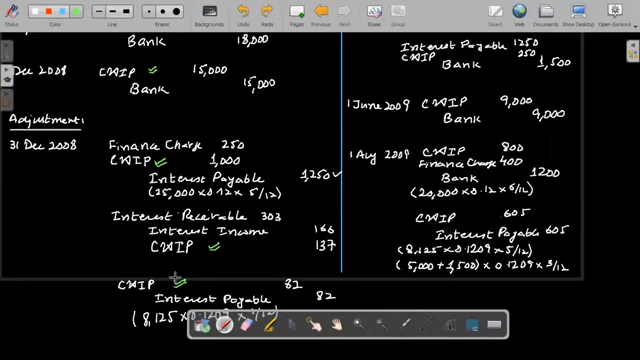 Stylus
Color
Marker
Eraser
Backgrounds
Undo
Redo
Pages
Previous
Next
Erase
Stylus
Board
Web
Documents
Show Desktop
Open-Sankoré
Bank 18,000
Dec 2008 CWIP 15,000
Bank 15,000
Adjustment:
31 Dec 2008 Finance Charge 250
CWIP 1,000
Interest Payable 1,250
(25,000 x 0.12 x 5/12)
Interest Receivable 303
Interest Income 166
CWIP 137
CWIP 82
Interest Payable 82
(8,125 x 0.1209 x 1/12)
Interest Payable 1250
CWIP 250
Bank 1,500
1 June 2009 CWIP 9,000
Bank 9,000
1 Aug 2009 CWIP 800
Finance Charge 400
Bank 1200
(20,000 x 0.12 x 6/12)
CWIP 605
Interest Payable 605
(8,125 x 0.1209 x 5/12)
(5,000 + 1,500) x 0.1209 x 3/12